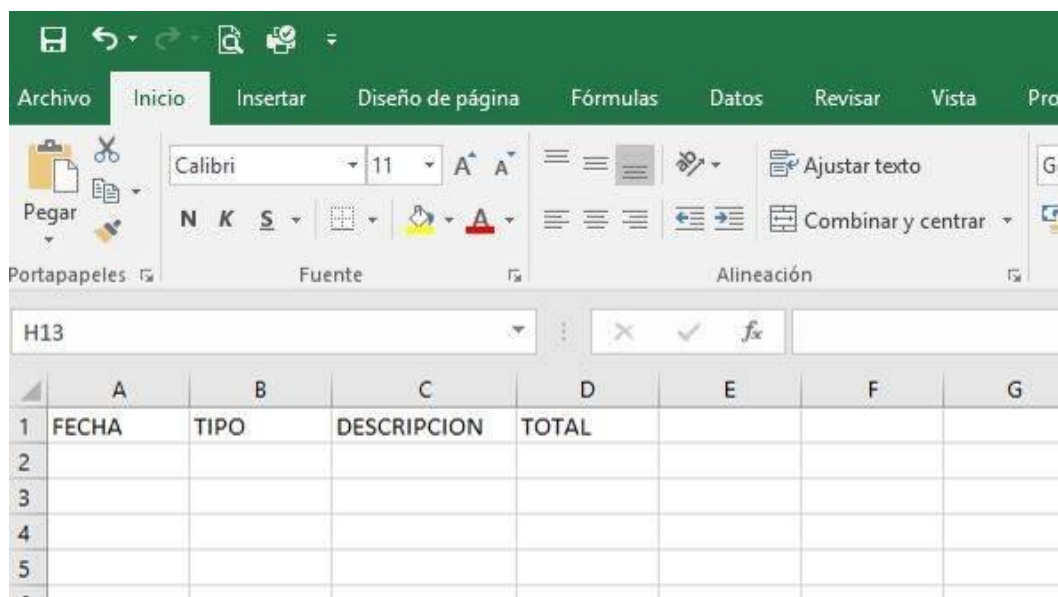 Archivo Inicio Insertar Diseño de página Fórmulas Datos Revisar Vista
Calibri 11 A A Ajustar texto
Pegar N K S A Combinar y centrar
Portapapeles Fuente Alineación
H13 fx
A B C D E F G
1 FECHA TIPO DESCRIPCION TOTAL
2
3
4
5